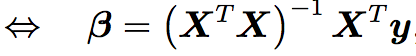 ⇔ β = (XᵀX)⁻¹ Xᵀy,